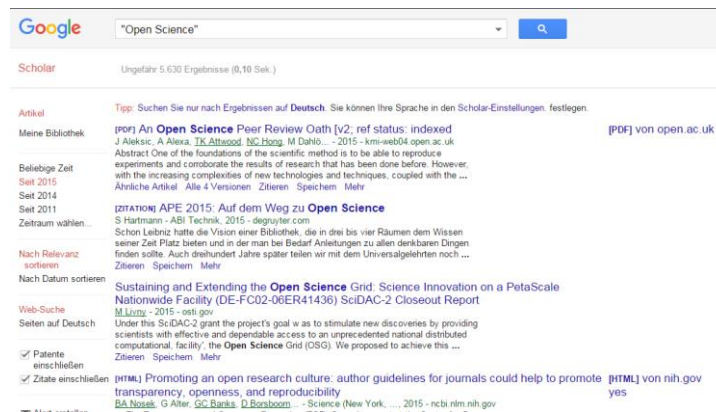 Google
"Open Science"
Scholar
Ungefähr 5.630 Ergebnisse (0,10 Sek.)
Artikel
Meine Bibliothek
Beliebige Zeit
Seit 2015
Seit 2014
Seit 2011
Zeitraum wählen...
Nach Relevanz
sortieren
Nach Datum sortieren
Web-Suche
Seiten auf Deutsch
Patente
einschließen
Zitate einschließen
Tipp: Suchen Sie nur nach Ergebnissen auf Deutsch. Sie können Ihre Sprache in den Scholar-Einstellungen. festlegen.
[PDF] An Open Science Peer Review Oath [v2; ref status: indexed
[PDF] von open.ac.uk
J Aleksic, A Alexa, TK Attwood, NC Hong, M Dahlö... - 2015 - kmi-web04.open.ac.uk
Abstract One of the foundations of the scientific method is to be able to reproduce
experiments and corroborate the results of research that has been done before. However,
with the increasing complexities of new technologies and techniques, coupled with the ...
Ähnliche Artikel Alle 4 Versionen Zitieren Speichern Mehr
[ZITATION] APE 2015: Auf dem Weg zu Open Science
S Hartmann - ABI Technik, 2015 - degruyter.com
Schon Leibniz hatte die Vision einer Bibliothek, die in drei bis vier Räumen dem Wissen
seiner Zeit Platz bieten und in der man bei Bedarf Anleitungen zu allen denkbaren Dingen
finden sollte. Auch dreihundert Jahre später teilen wir mit dem Universalgelehrten noch ...
Zitieren Speichern Mehr
Sustaining and Extending the Open Science Grid: Science Innovation on a PetaScale
Nationwide Facility (DE-FC02-06ER41436) SciDAC-2 Closeout Report
M Livny - 2015 - osti.gov
Under this SciDAC-2 grant the project's goal w as to stimulate new discoveries by providing
scientists with effective and dependable access to an unprecedented national distributed
computational, facility', the Open Science Grid (OSG). We proposed to achieve this ...
Zitieren Speichern Mehr
[HTML] Promoting an open research culture: author guidelines for journals could help to promote
transparency, openness, and reproducibility
[HTML] von nih.gov
yes
BA Nosek, G Alter, GC Banks, D Borsboom... - Science (New York, ..., 2015 - ncbi.nlm.nih.gov